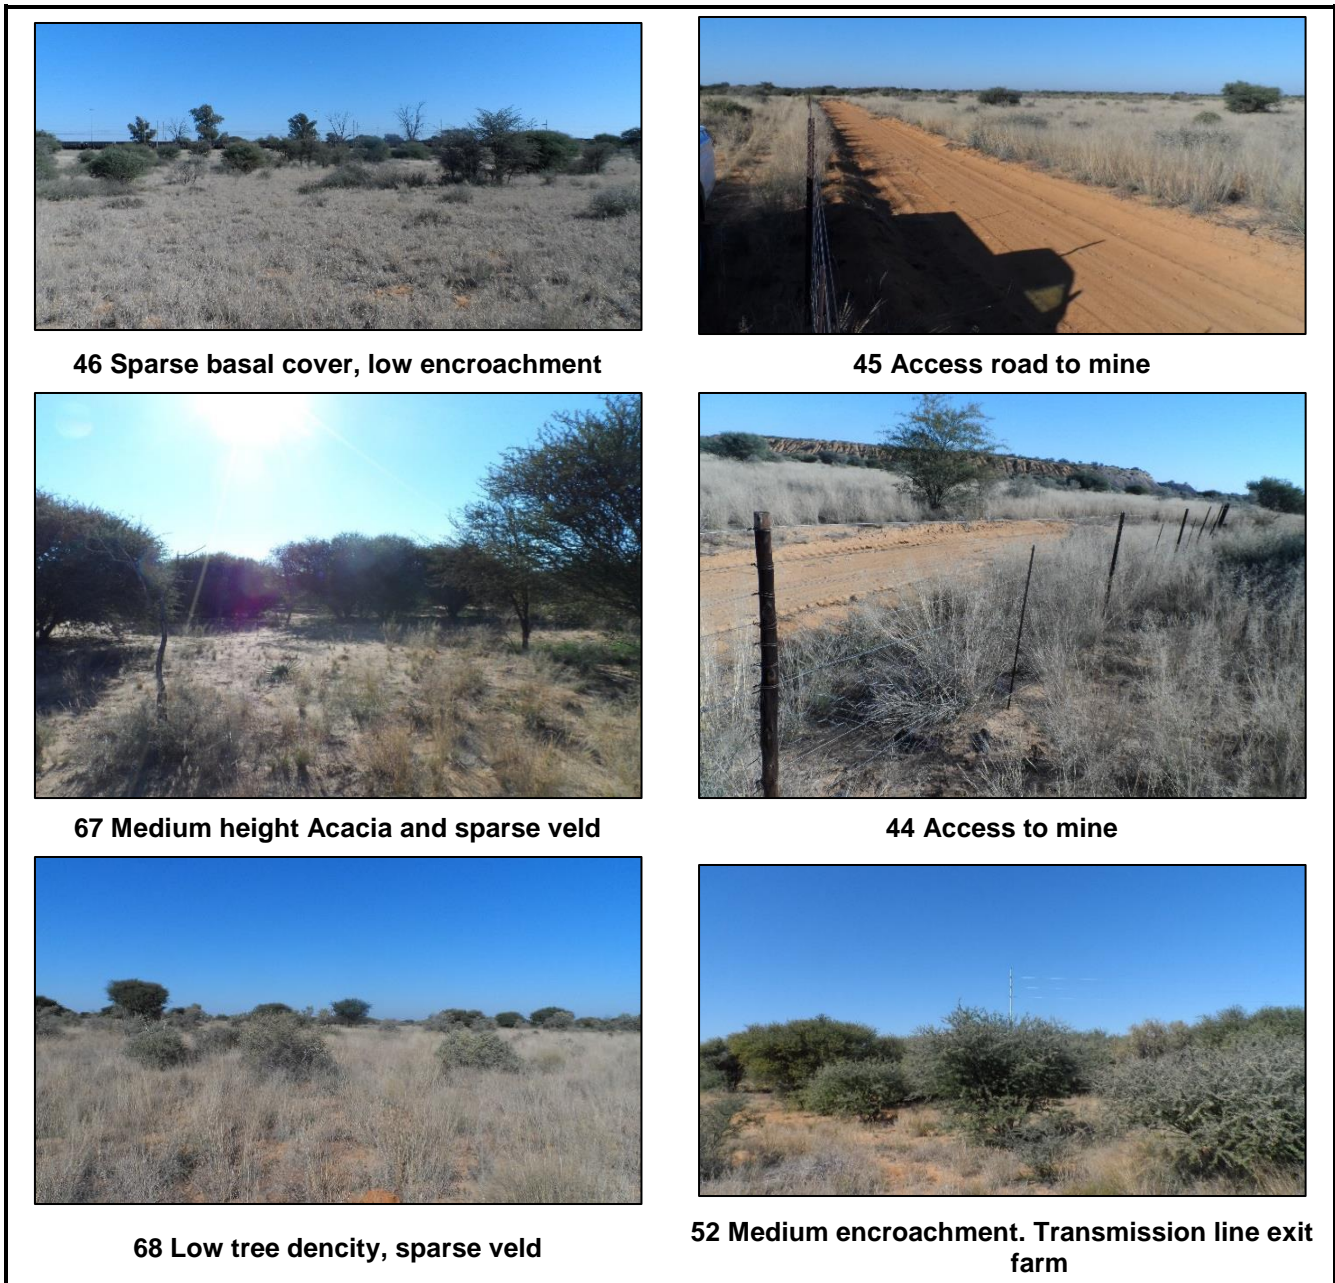 46 Sparse basal cover, low encroachment
45 Access road to mine
67 Medium height Acacia and sparse veld
44 Access to mine
68 Low tree dencity, sparse veld
52 Medium encroachment. Transmission line exit
farm